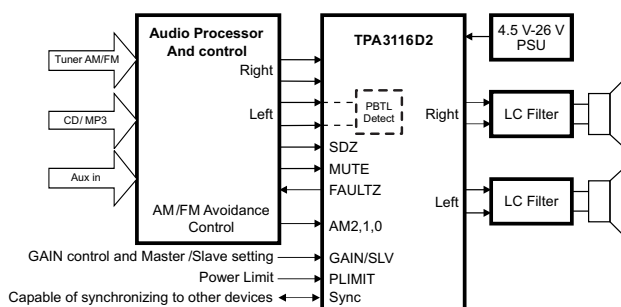 Audio Processor
And control
TPA3116D2
4.5 V-26 V
PSU
Tuner AM/FM
Right
CD/ MP3
Left
PBTL
Detect
Right
LC Filter
SDZ
MUTE
Aux in
FAULTZ
Left
LC Filter
AM/FM Avoidance
Control
AM2,1,0
GAIN control and Master /Slave setting
GAIN/SLV
Power Limit
PLIMIT
Capable of synchronizing to other devices
Sync